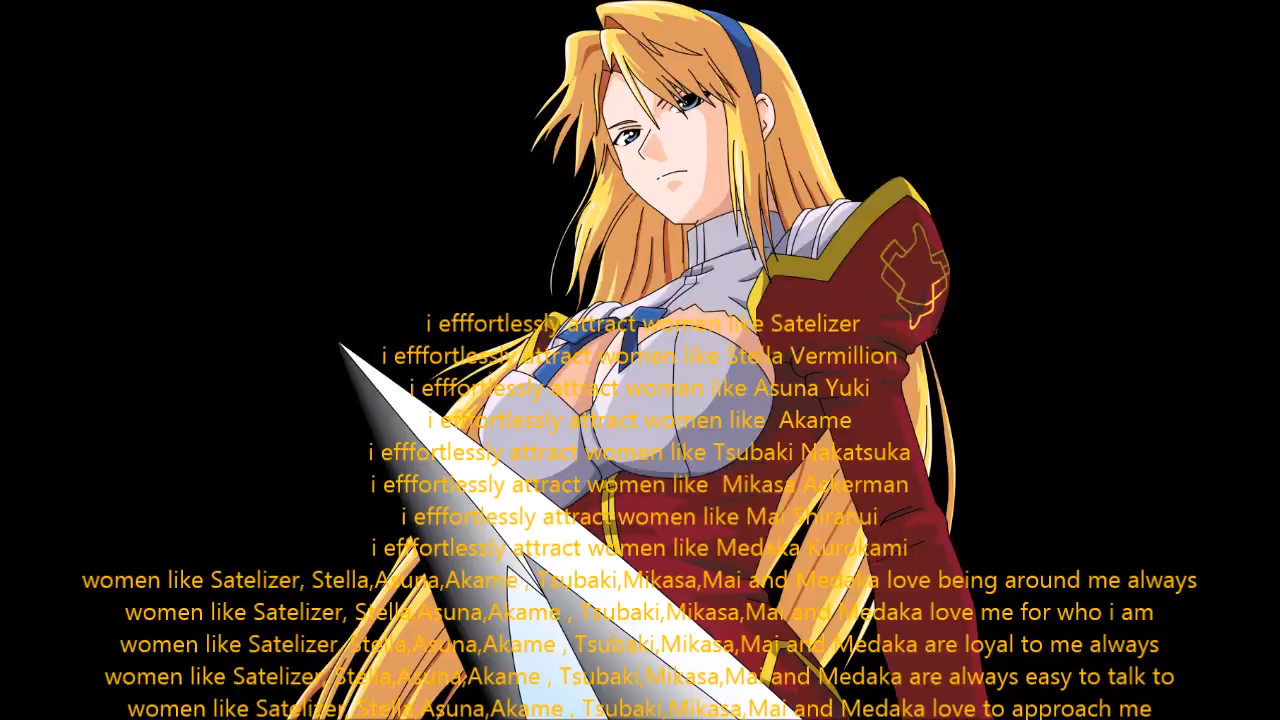 i efffortlessly attract women like Satelizer
i efffortlessly attract women like Stella Vermillion
i efffortlessly attract women like Asuna Yuki
i efffortlessly attract women like  Akame
i efffortlessly attract women like Tsubaki Nakatsuka
i efffortlessly attract women like  Mikasa Ackerman
i efffortlessly attract women like Mai Shiranui
i efffortlessly attract women like Medaka Kurokami
women like Satelizer, Stella,Asuna,Akame , Tsubaki,Mikasa,Mai and Medaka love being around me always
women like Satelizer, Stella,Asuna,Akame , Tsubaki,Mikasa,Mai and Medaka love me for who i am
women like Satelizer, Stella,Asuna,Akame , Tsubaki,Mikasa,Mai and Medaka are loyal to me always
women like Satelizer, Stella,Asuna,Akame , Tsubaki,Mikasa,Mai and Medaka are always easy to talk to
women like Satelizer, Stella,Asuna,Akame , Tsubaki,Mikasa,Mai and Medaka love to approach me